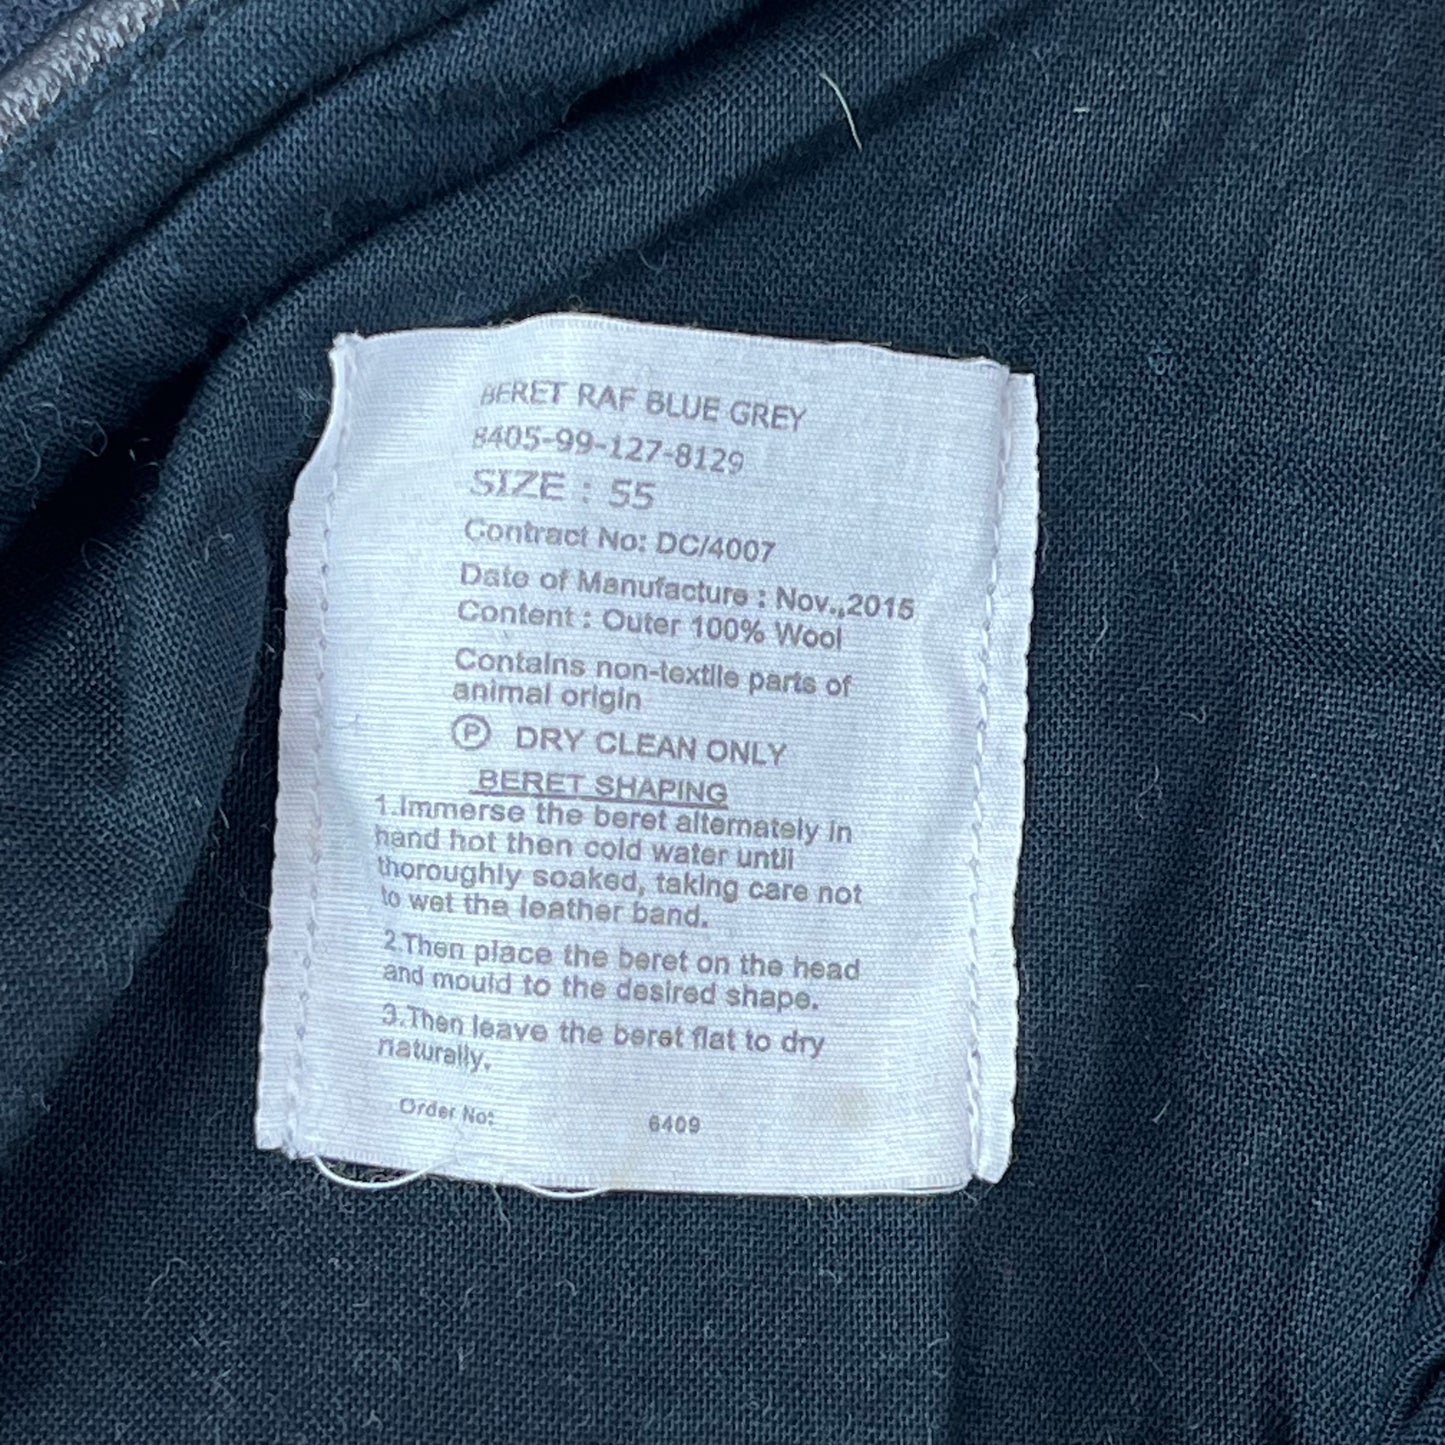 BERET RAF BLUE GREY
8405-99-127-8129
SIZE : 55
Contract No: DC/4007
Date of Manufacture : Nov.,2015
Content : Outer 100% Wool
Contains non-textile parts of
animal origin
Ⓟ DRY CLEAN ONLY
BERET SHAPING
1.Immerse the beret alternately in
hand hot then cold water until
thoroughly soaked, taking care not
to wet the leather band.
2.Then place the beret on the head
and mould to the desired shape.
3.Then leave the beret flat to dry
naturally.
Order No: 6409